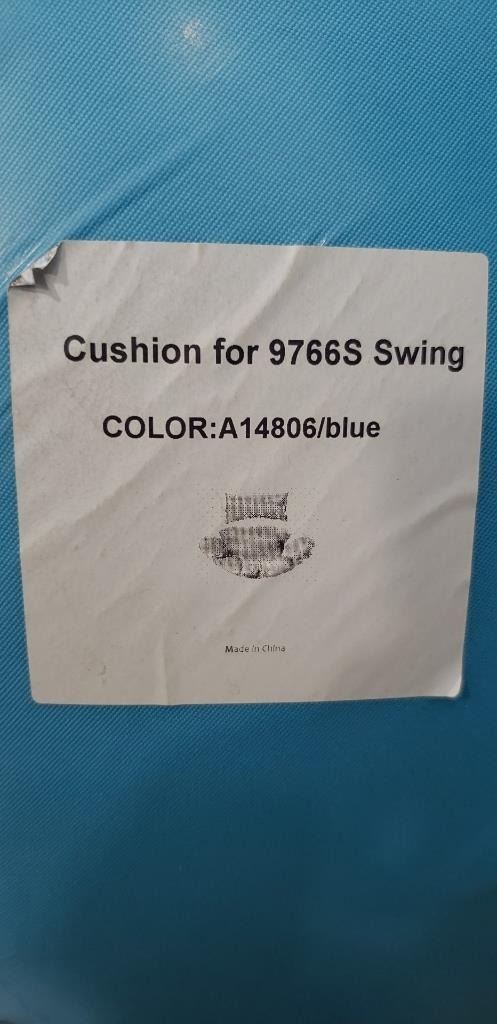 Cushion for 9766S Swing
COLOR:A14806/blue
Made in China